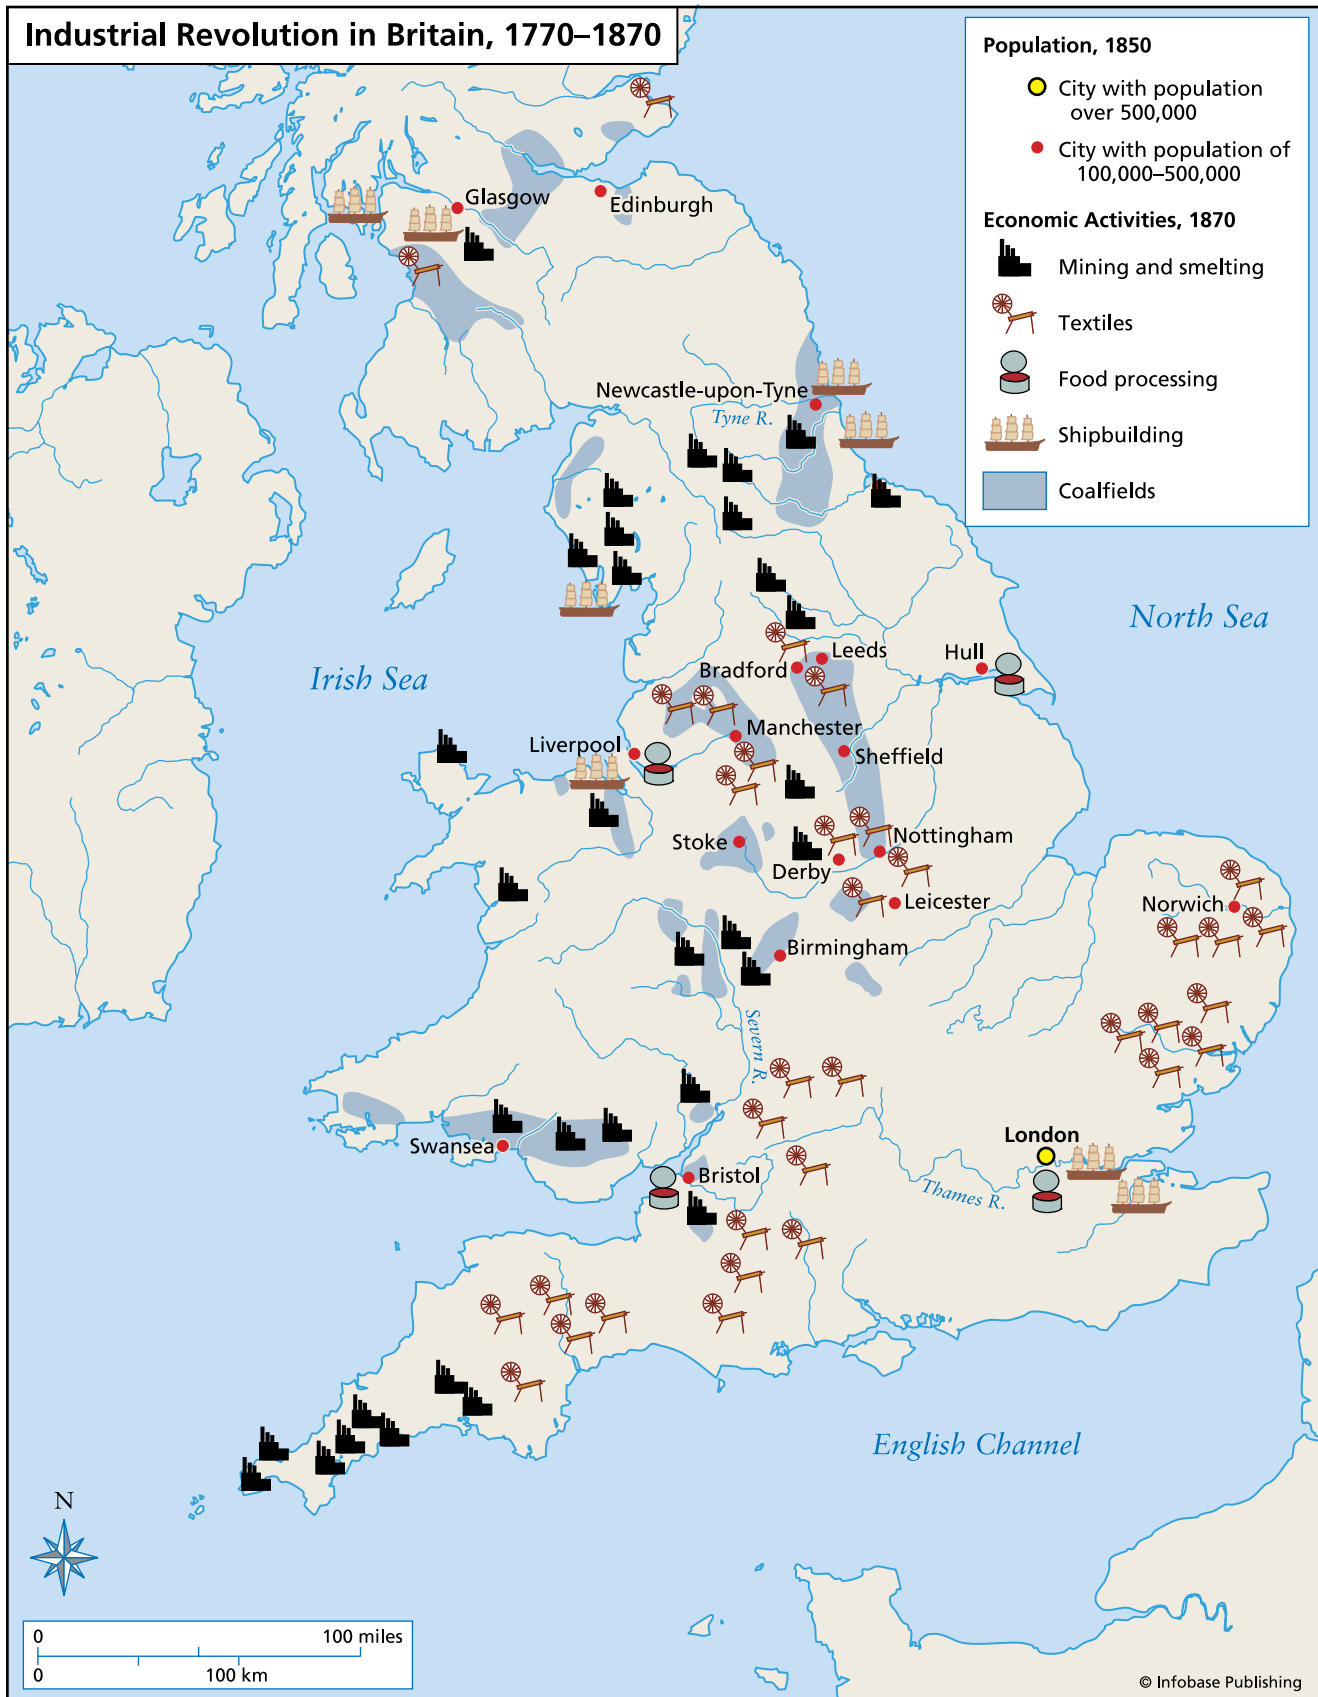 Industrial Revolution in Britain, 1770–1870
Population, 1850
City with population
over 500,000
City with population of
100,000–500,000
Economic Activities, 1870
Mining and smelting
Textiles
Food processing
Shipbuilding
Coalfields
Glasgow
Edinburgh
Newcastle-upon-Tyne
Tyne R.
North Sea
Irish Sea
Leeds
Bradford
Hull
Manchester
Liverpool
Sheffield
Stoke
Nottingham
Derby
Leicester
Norwich
Birmingham
Severn R.
London
Swansea
Bristol
Thames R.
English Channel
N
0 100 miles
0 100 km
© Infobase Publishing